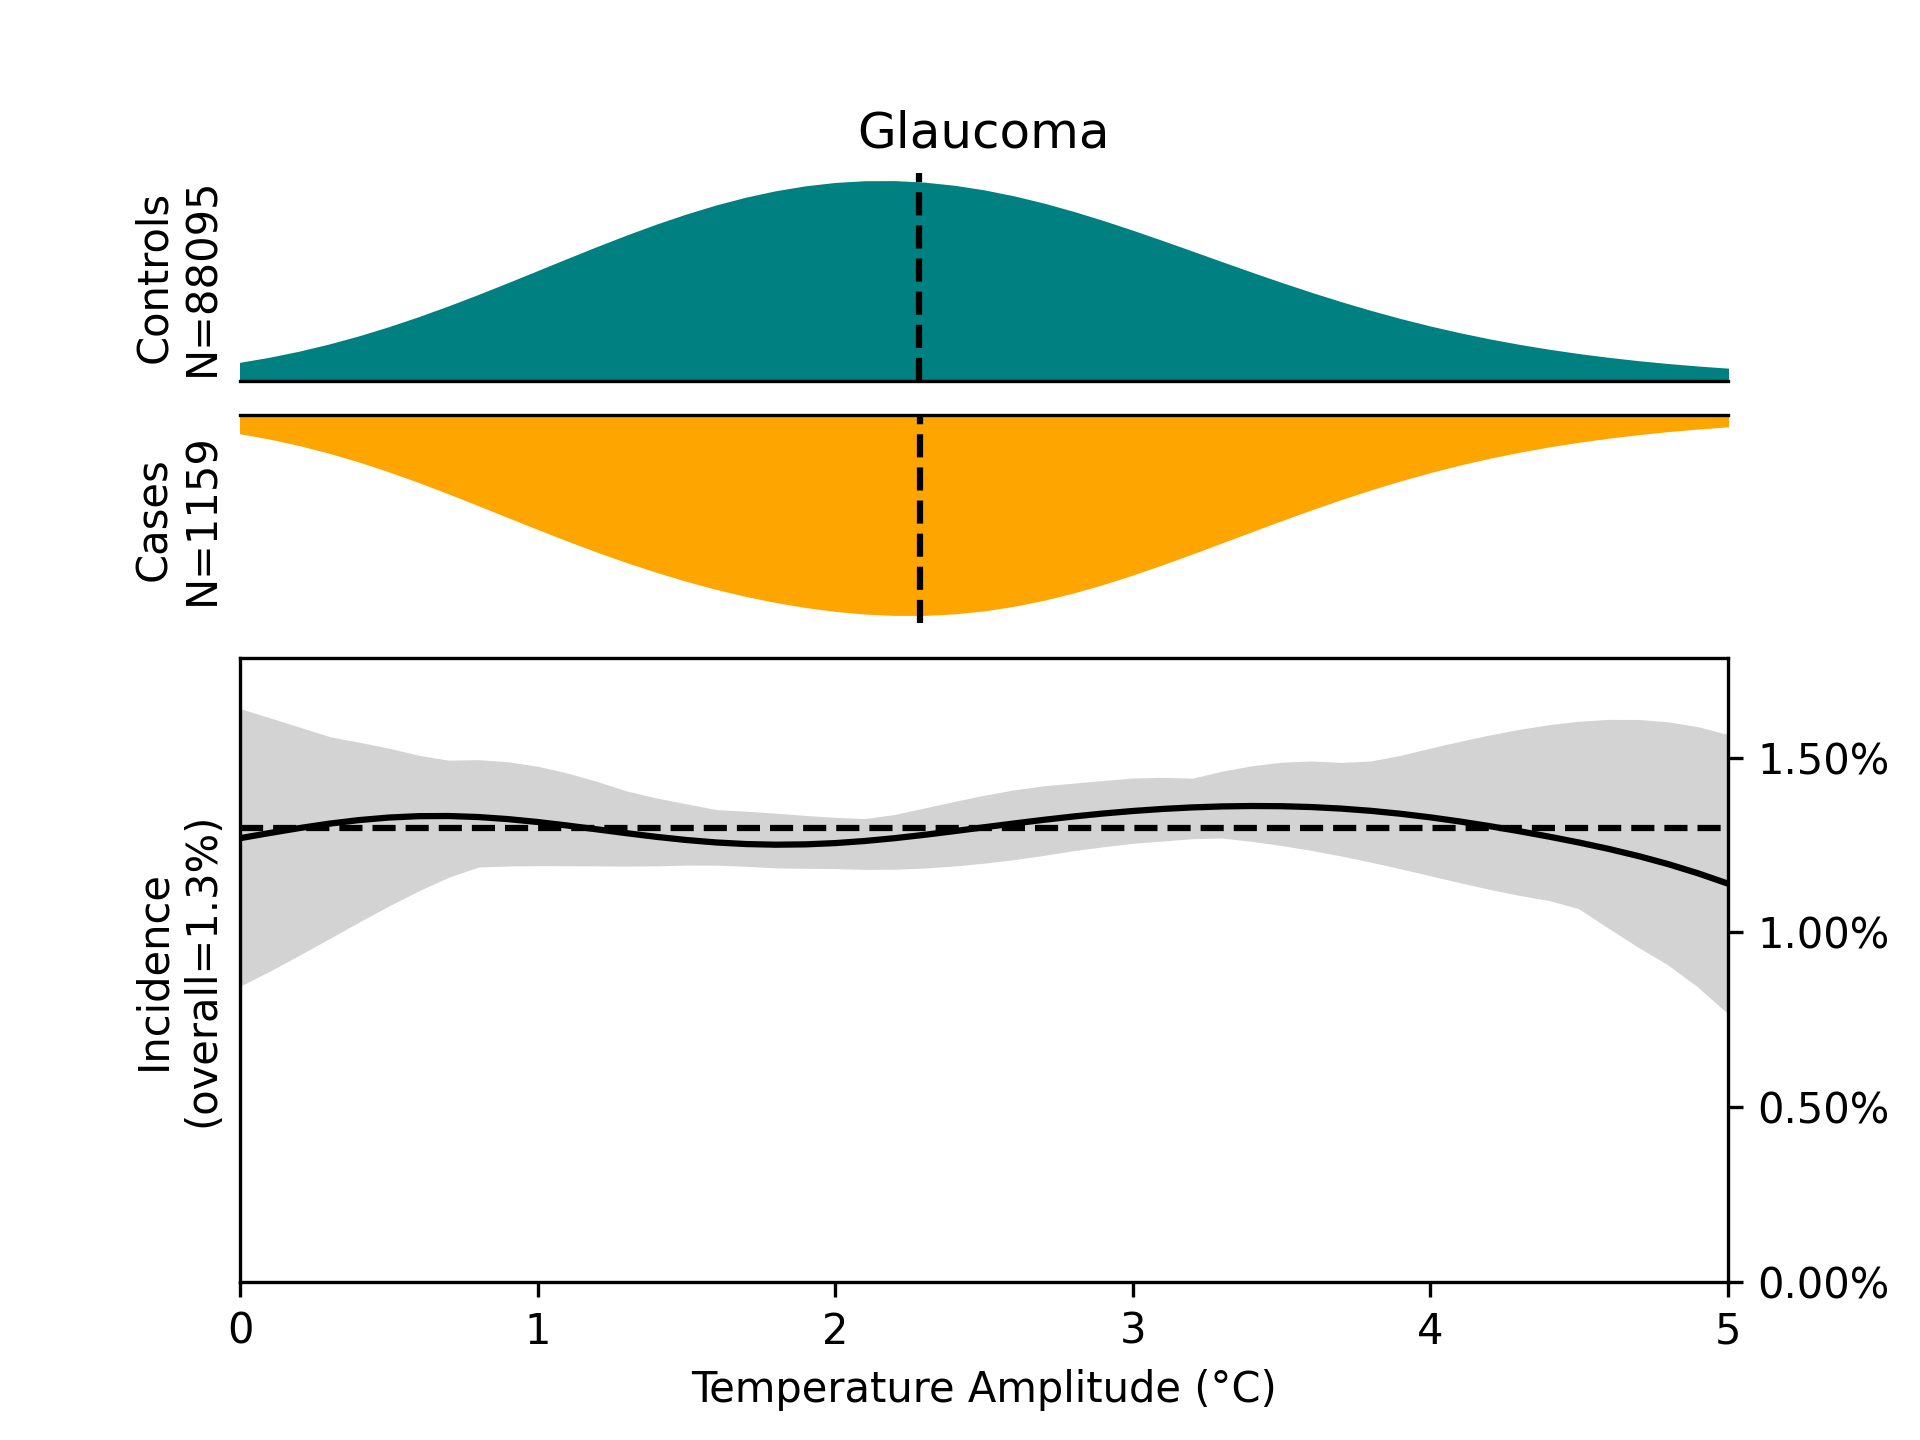 Glaucoma
Controls
N=88095
Cases
N=1159
Incidence
(overall=1.3%)
1.50%
1.00%
0.50%
0.00%
0 1 2 3 4 5
Temperature Amplitude (°C)